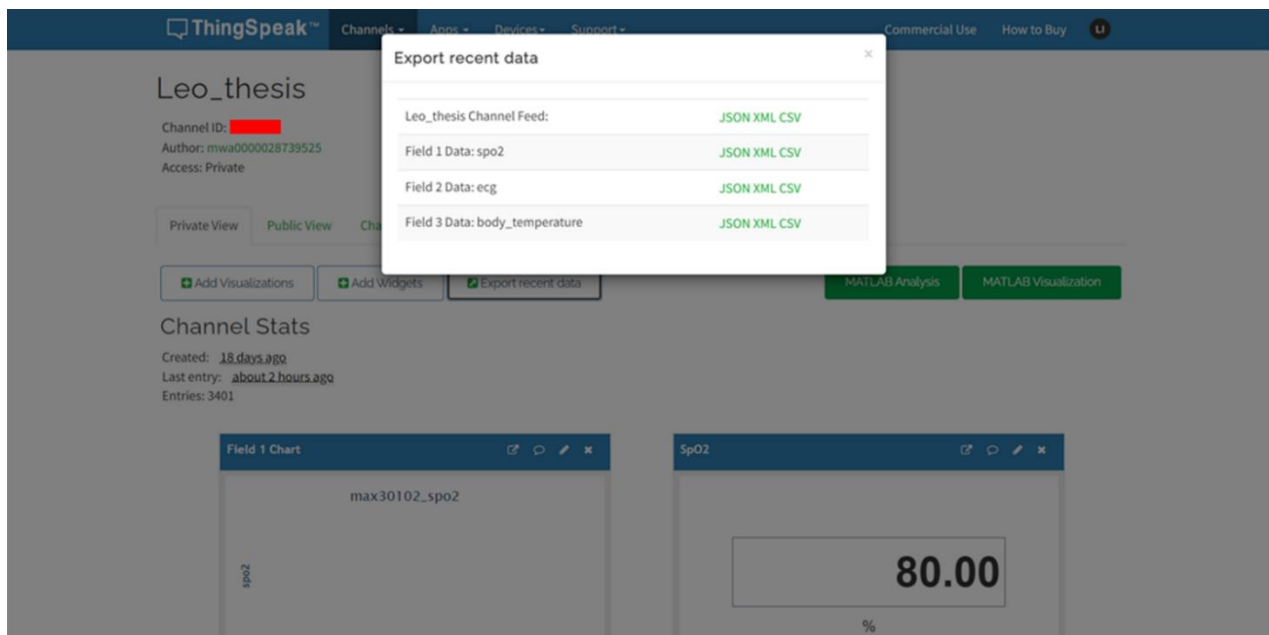 ThingSpeak™ Channels Apps Devices Support Commercial Use How to Buy LI
Export recent data ×
Leo_thesis
Leo_thesis Channel Feed: JSON XML CSV
Channel ID:
Author: mwa0000028739525
Field 1 Data: spo2 JSON XML CSV
Access: Private
Field 2 Data: ecg JSON XML CSV
Field 3 Data: body_temperature JSON XML CSV
Private View Public View Cha
Add Visualizations Add Widgets Export recent data MATLAB Analysis MATLAB Visualization
Channel Stats
Created: 18 days ago
Last entry: about 2 hours ago
Entries: 3401
Field 1 Chart
SpO2
max30102_spo2
spo2
80.00
%